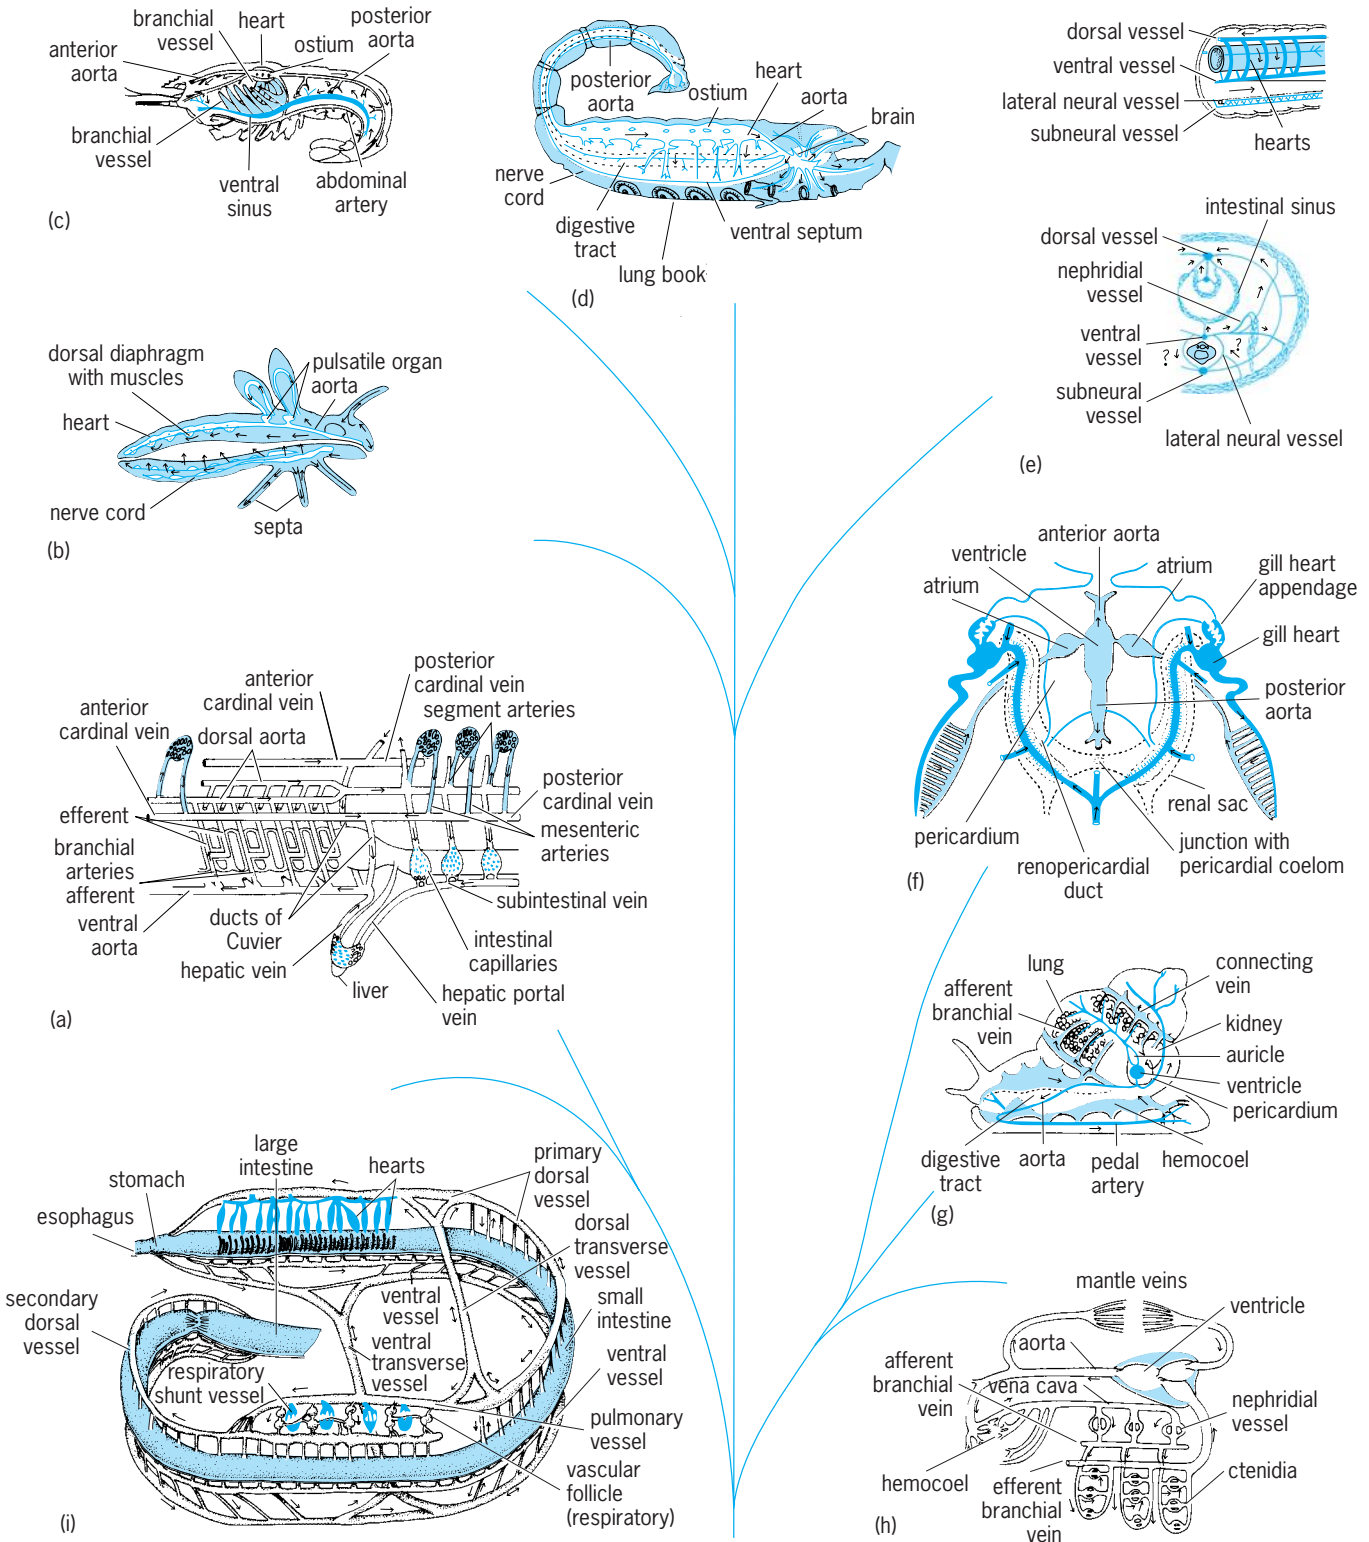 branchial
vessel
heart
posterior
aorta
ostium
anterior
aorta
branchial
vessel
ventral
sinus
abdominal
artery
(c)
posterior
aorta
ostium
heart
aorta
brain
nerve
cord
digestive
tract
lung book
ventral septum
(d)
dorsal vessel
ventral vessel
lateral neural vessel
subneural vessel
hearts
intestinal sinus
dorsal vessel
nephridial
vessel
ventral
vessel
? ?
subneural
vessel
lateral neural vessel
(e)
dorsal diaphragm
with muscles
pulsatile organ
aorta
heart
nerve cord
septa
(b)
anterior aorta
ventricle
atrium
atrium
gill heart
appendage
gill heart
posterior
aorta
renal sac
pericardium
renopericardial
duct
junction with
pericardial coelom
(f)
posterior
cardinal vein
segment arteries
anterior
cardinal vein
anterior
cardinal vein
dorsal aorta
posterior
cardinal vein
efferent
mesenteric
arteries
branchial
arteries
afferent
ventral
aorta
ducts of
Cuvier
subintestinal vein
hepatic vein
intestinal
capillaries
liver
hepatic portal
vein
(a)
lung
connecting
vein
afferent
branchial
vein
kidney
auricle
ventricle
pericardium
digestive
tract
aorta
pedal
artery
hemocoel
(g)
large
intestine
hearts
primary
dorsal
vessel
stomach
esophagus
dorsal
transverse
vessel
secondary
dorsal
vessel
ventral
vessel
small
intestine
ventral
transverse
vessel
ventral
vessel
respiratory
shunt vessel
pulmonary
vessel
vascular
follicle
(respiratory)
(i)
mantle veins
ventricle
aorta
afferent
branchial
vein
vena cava
nephridial
vessel
hemocoel
efferent
branchial
vein
ctenidia
(h)